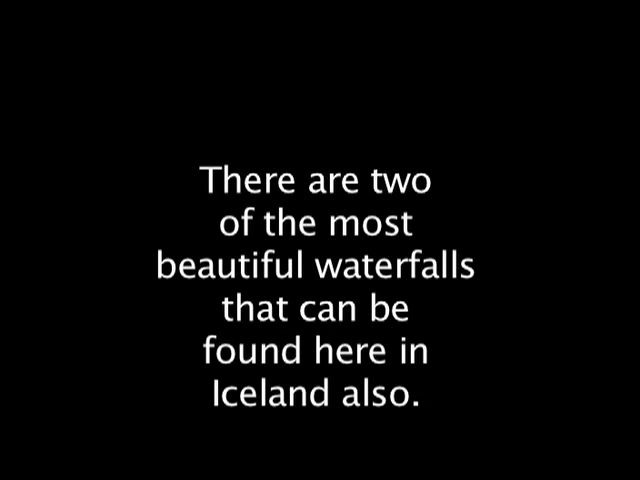 There are two
of the most
beautiful waterfalls
that can be
found here in
Iceland also.